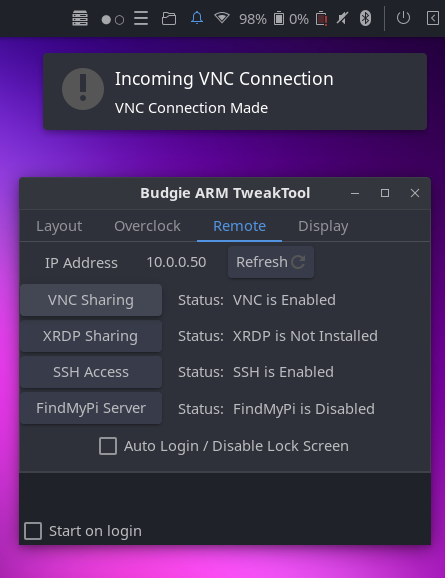 98% 0%
Incoming VNC Connection
VNC Connection Made
Budgie ARM TweakTool
Layout Overclock Remote Display
IP Address 10.0.0.50 Refresh
VNC Sharing Status: VNC is Enabled
XRDP Sharing Status: XRDP is Not Installed
SSH Access Status: SSH is Enabled
FindMyPi Server Status: FindMyPi is Disabled
Auto Login / Disable Lock Screen
Start on login